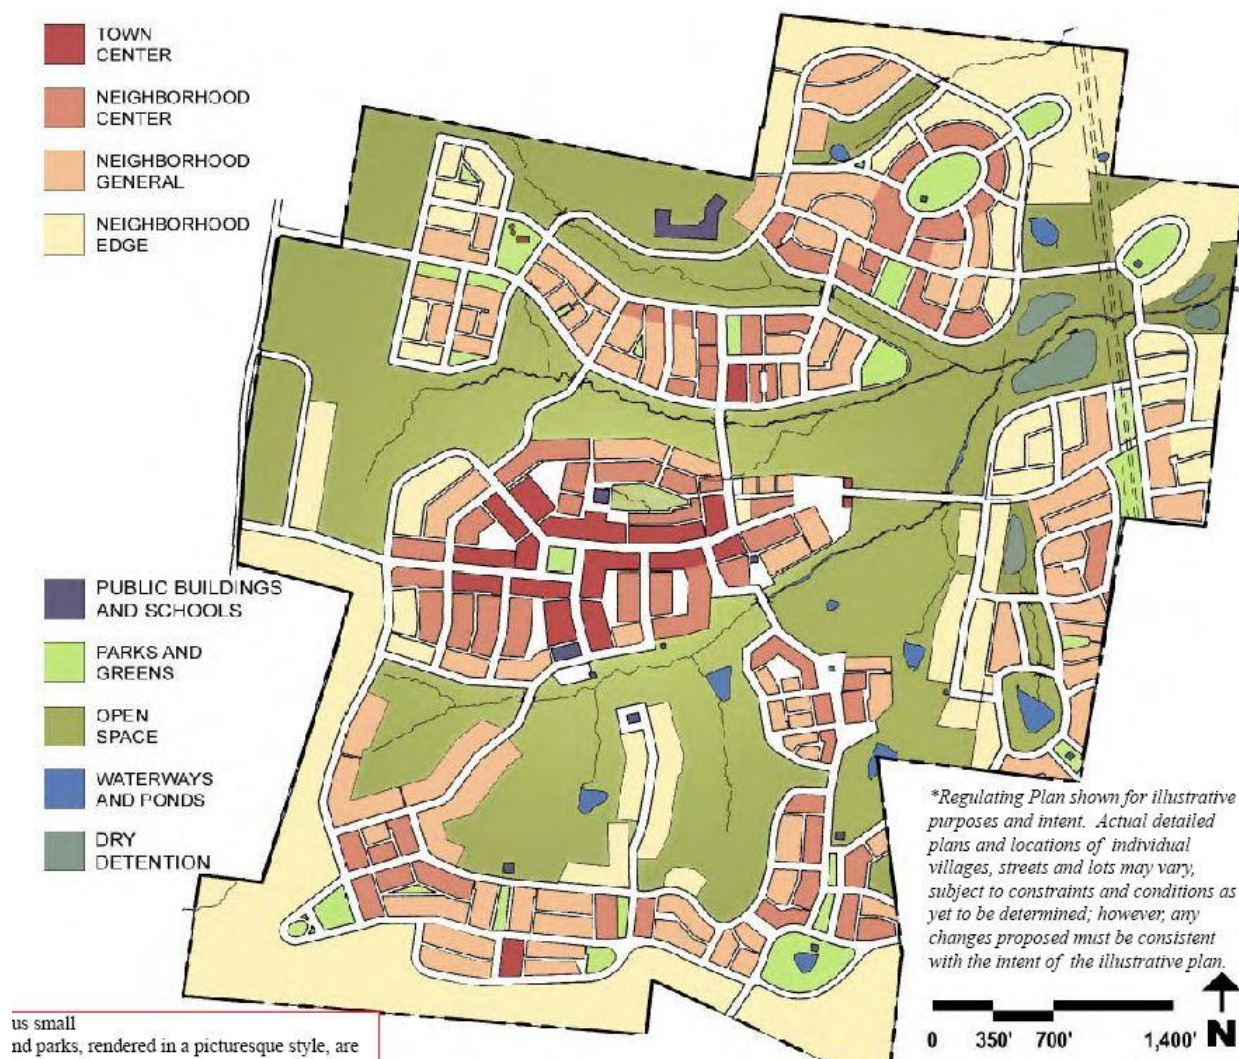 TOWN
CENTER
NEIGHBORHOOD
CENTER
NEIGHBORHOOD
GENERAL
NEIGHBORHOOD
EDGE
PUBLIC BUILDINGS
AND SCHOOLS
PARKS AND
GREENS
OPEN
SPACE
WATERWAYS
AND PONDS
DRY
DETENTION
*Regulating Plan shown for illustrative
purposes and intent. Actual detailed
plans and locations of individual
villages, streets and lots may vary,
subject to constraints and conditions as
yet to be determined; however, any
changes proposed must be consistent
with the intent of the illustrative plan.
0 350' 700' 1,400' N
us small
nd parks, rendered in a picturesque style, are